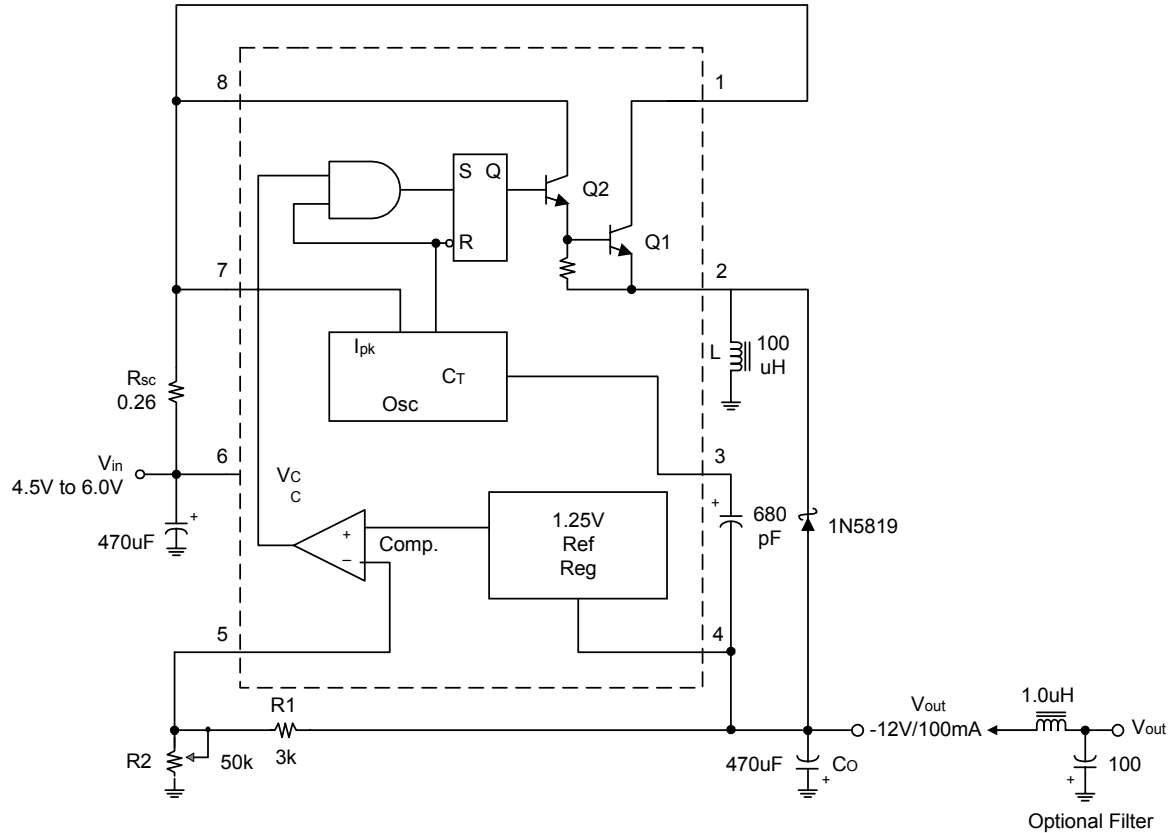 8
1
S Q
Q2
R
Q1
7
2
Ipk
CT
Osc
L
100
uH
Rsc
0.26
Vin
4.5V to 6.0V
6
3
VC
C
470uF
+
+
−
Comp.
1.25V
Ref
Reg
+
680
pF
1N5819
5
4
R1
3k
R2
50k
Vout
-12V/100mA
1.0uH
Vout
470uF
CO
+
100
+
Optional Filter